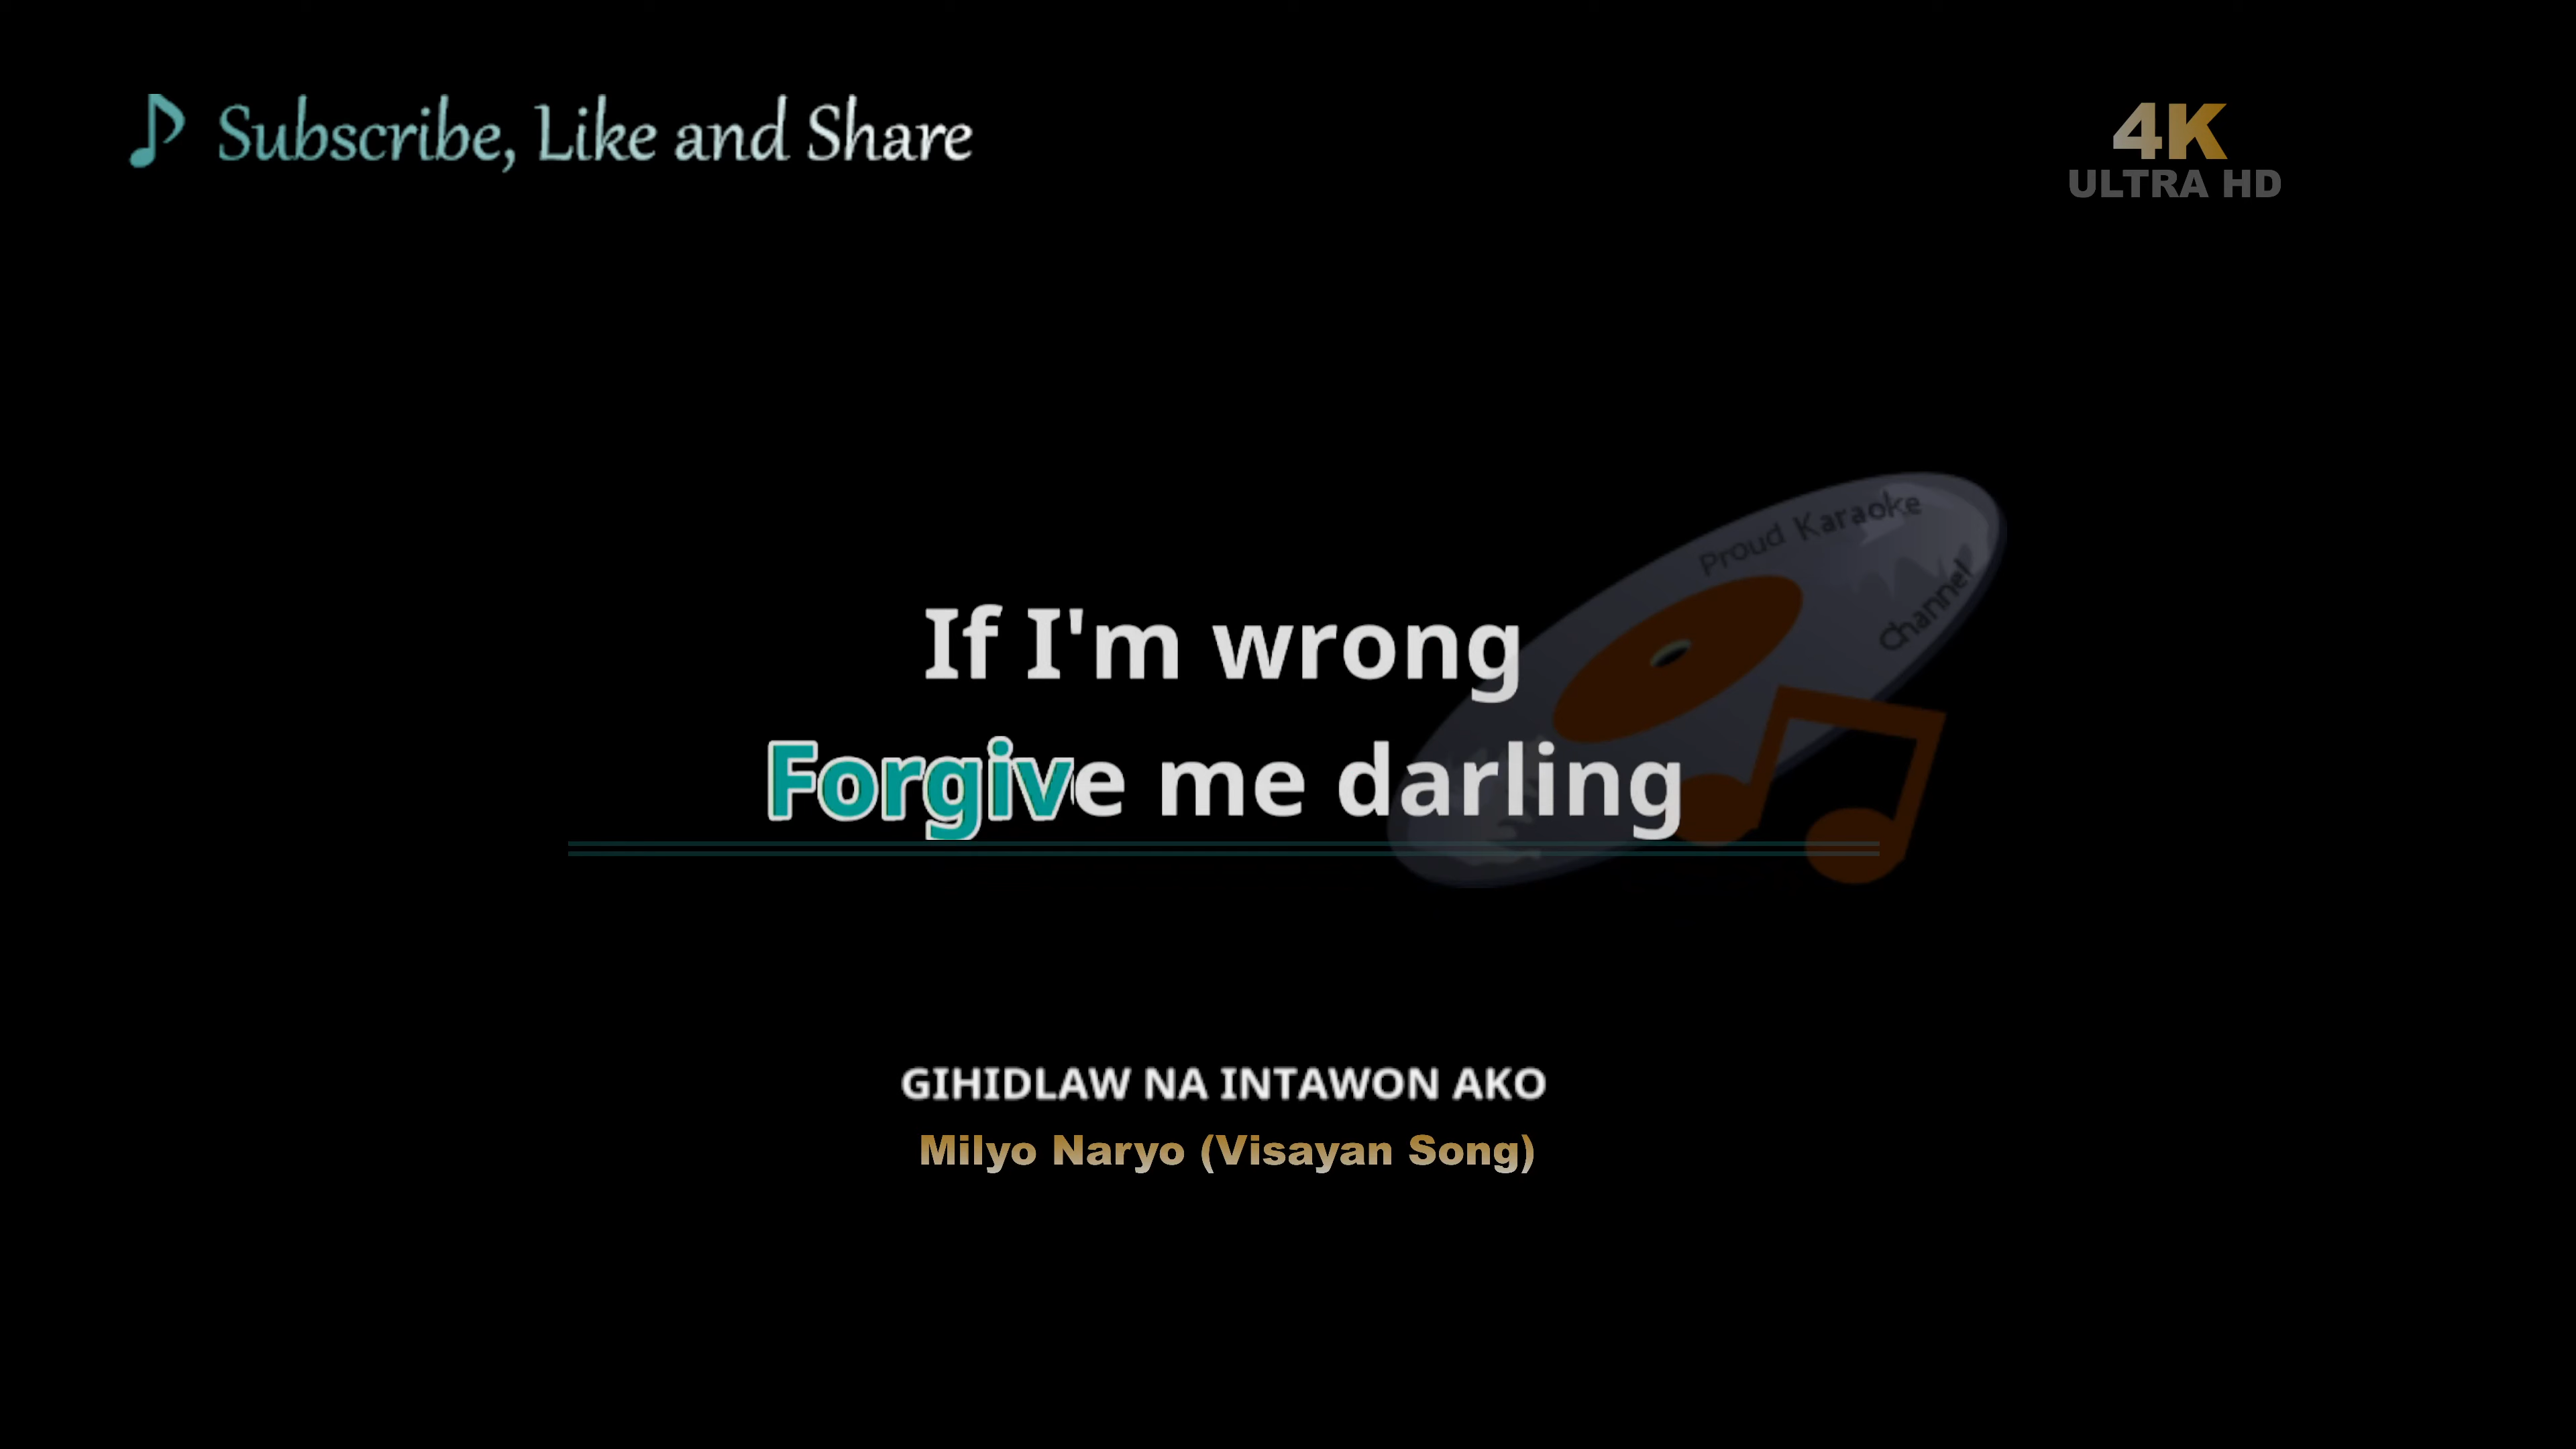 Subscribe, Like and Share
4K
ULTRA HD
Proud Karaoke
Channel
If I'm wrong
Forgive me darling
GIHIDLAW NA INTAWON AKO
Milyo Naryo (Visayan Song)